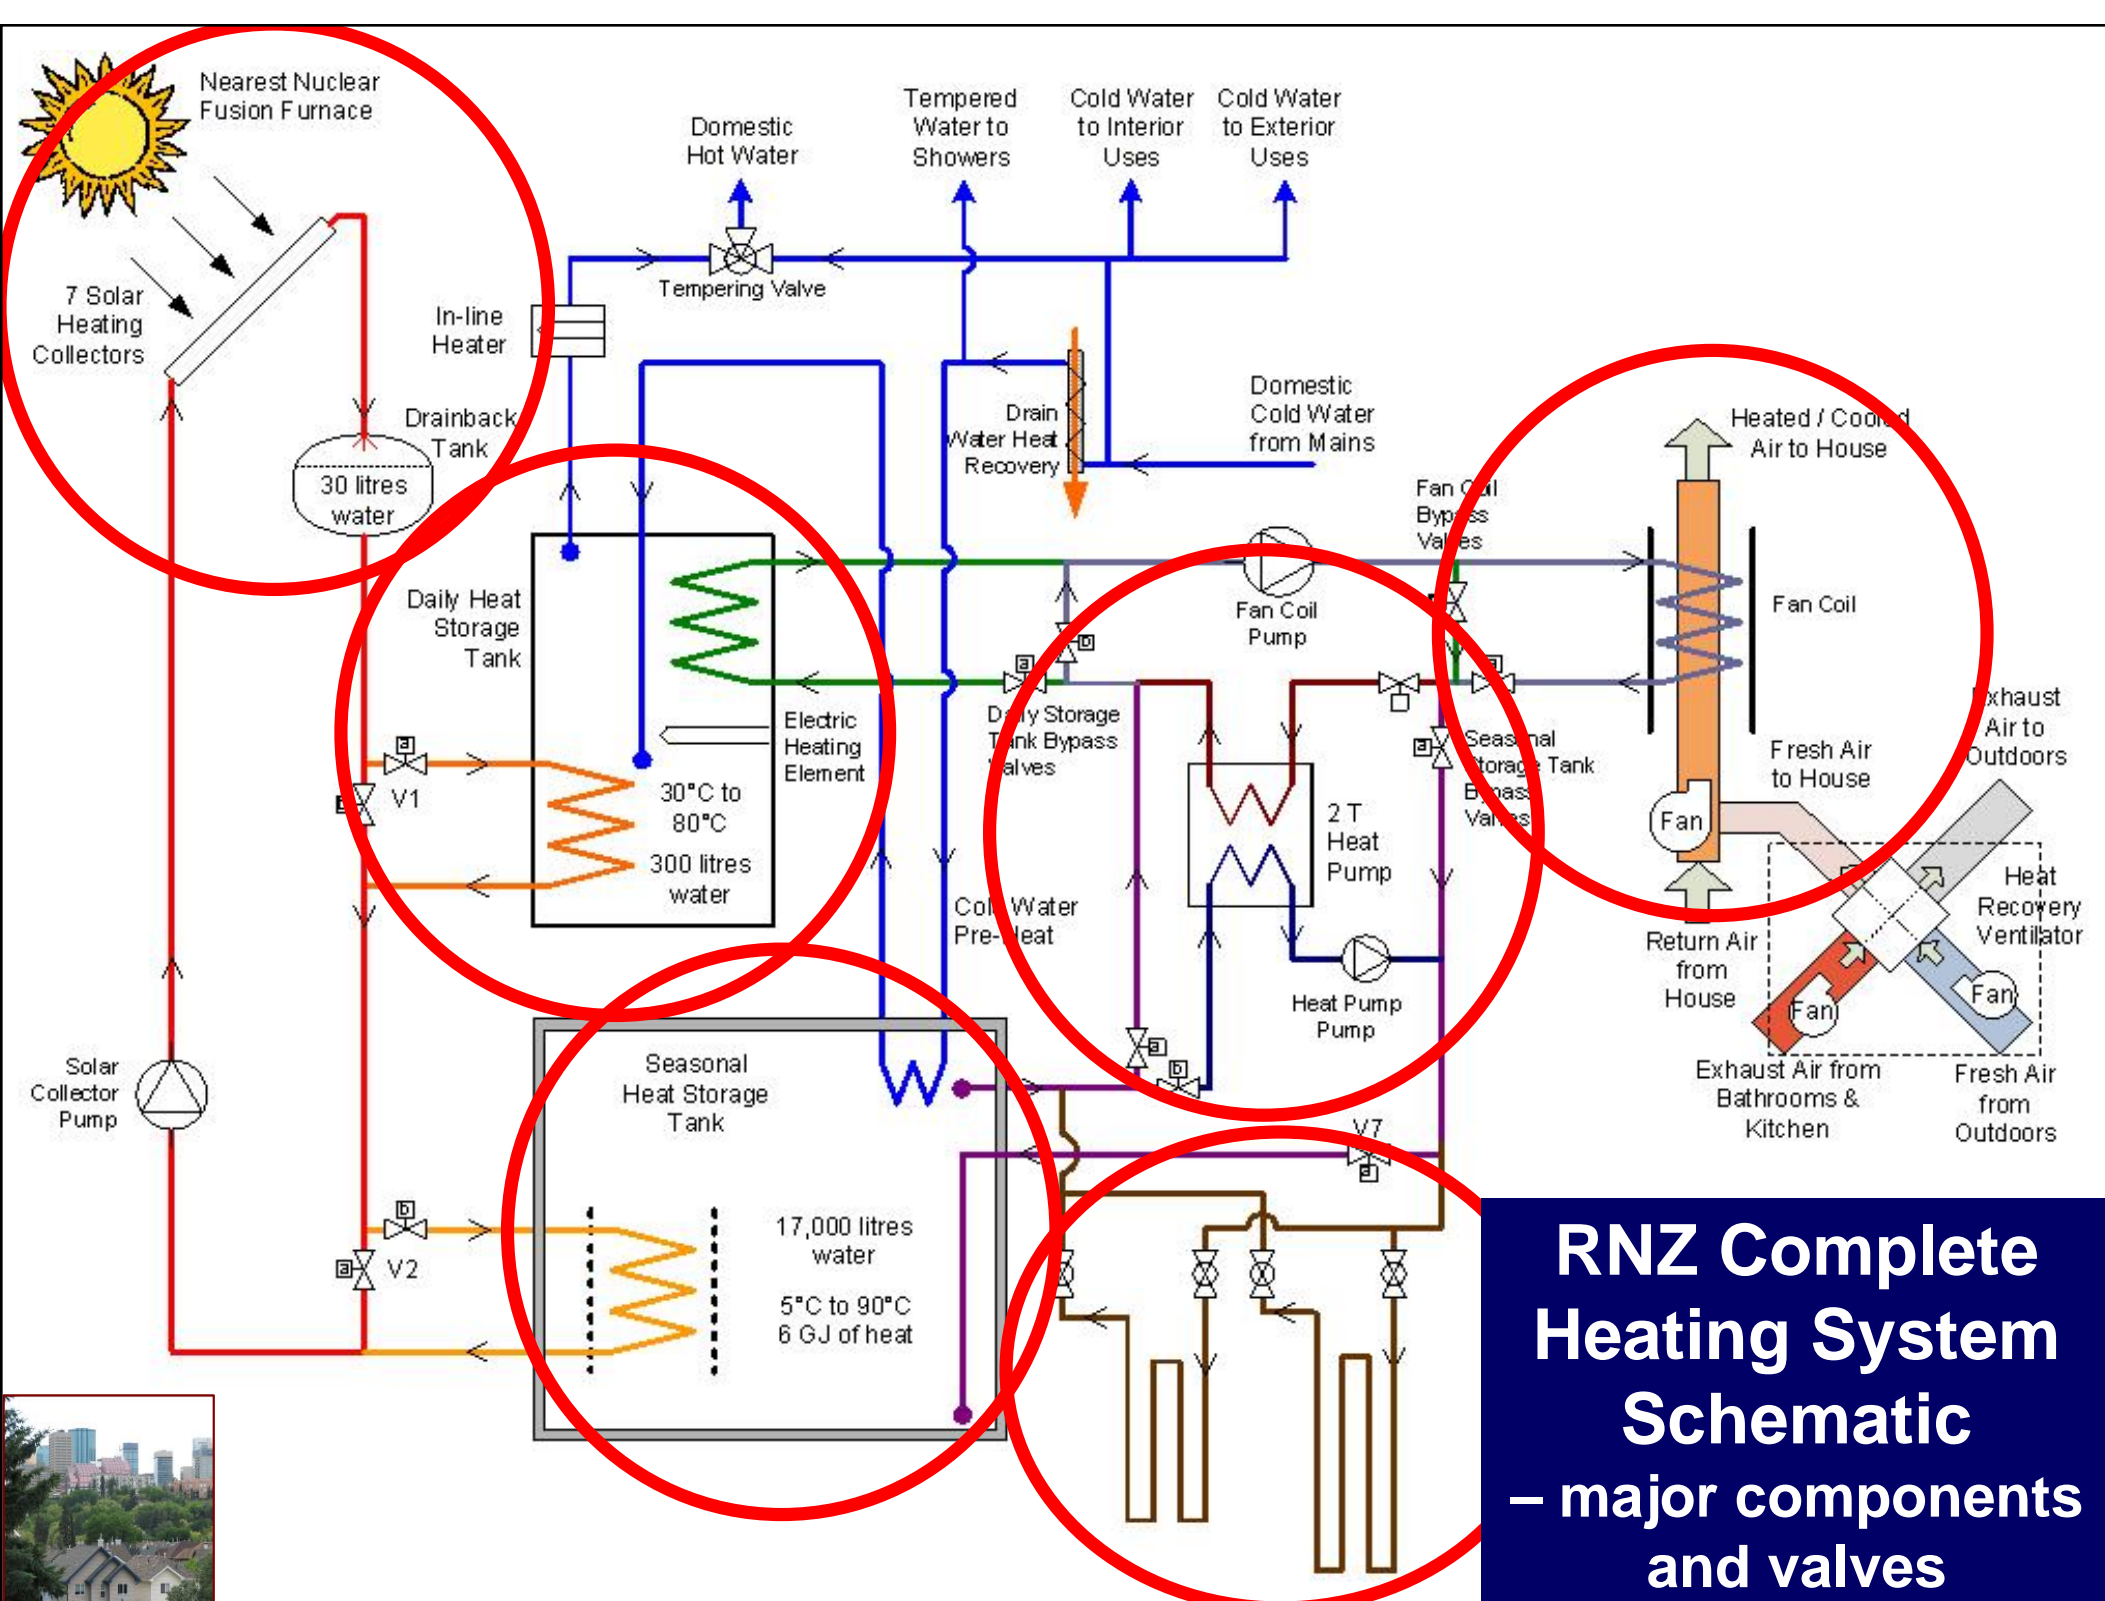 Nearest Nuclear
Fusion Furnace
7 Solar
Heating
Collectors
Drainback
Tank
30 litres
water
Domestic
Hot Water
Tempering Valve
In-line
Heater
Tempered
Water to
Showers
Cold Water
to Interior
Uses
Cold Water
to Exterior
Uses
Drain
Water Heat
Recovery
Domestic
Cold Water
from Mains
Daily Heat
Storage
Tank
Electric
Heating
Element
30°C to
80°C
300 litres
water
a
b
V1
Fan Coil
Pump
Fan Coil
Bypass
Valves
a
b
Daily Storage
Tank Bypass
Valves
a
a
Seasonal
Storage Tank
Bypass
Valves
2 T
Heat
Pump
Heat Pump
Pump
Cold Water
Pre-Heat
Heated / Cooled
Air to House
Fan Coil
Fresh Air
to House
Exhaust
Air to
Outdoors
Fan
Return Air
from
House
Heat
Recovery
Ventilator
Fan
Fan
Exhaust Air from
Bathrooms &
Kitchen
Fresh Air
from
Outdoors
Solar
Collector
Pump
b
a
V2
Seasonal
Heat Storage
Tank
17,000 litres
water
5°C to 90°C
6 GJ of heat
a
b
V7
a
RNZ Complete
Heating System
Schematic
– major components
and valves